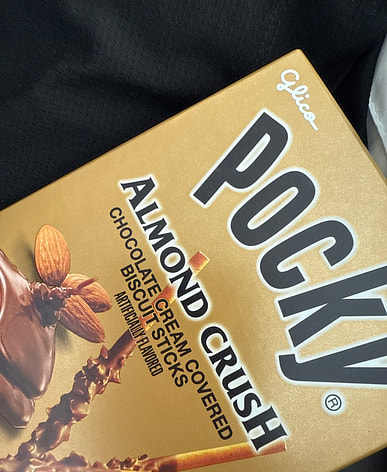 Glico
POCKY®
ALMOND CRUSH
CHOCOLATE CREAM COVERED
BISCUIT STICKS
ARTIFICIALLY FLAVORED